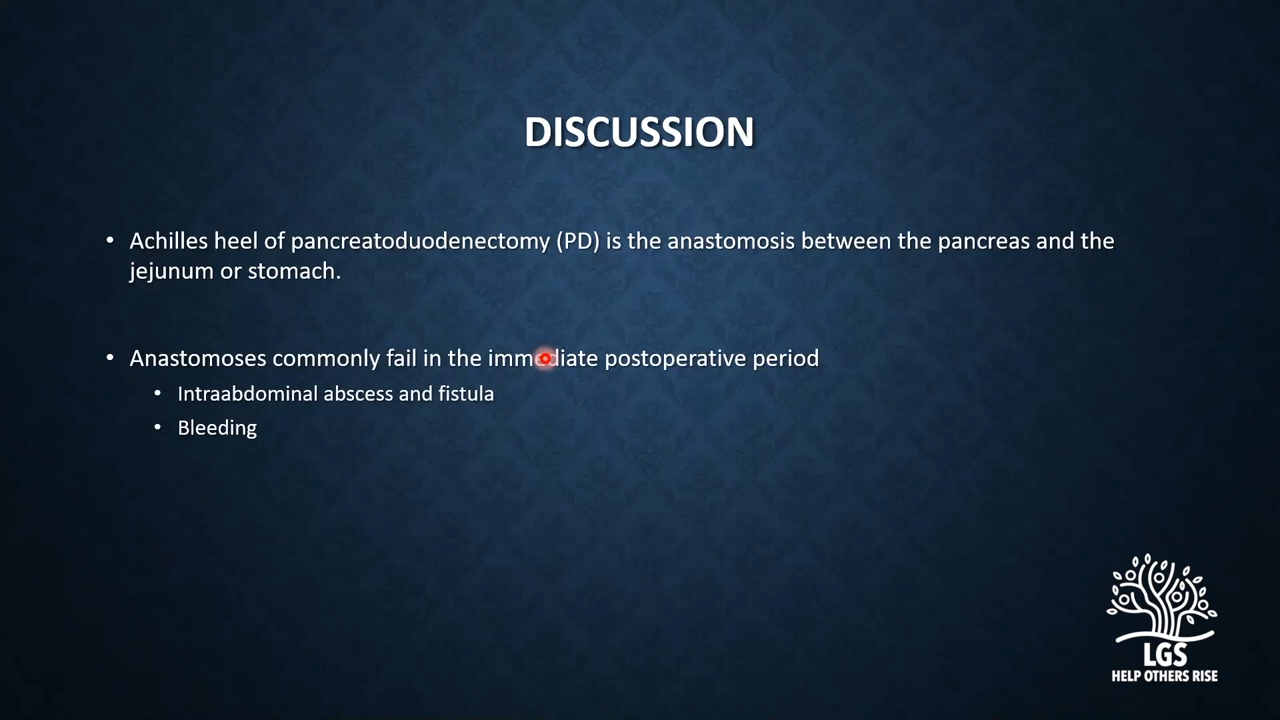 DISCUSSION
• Achilles heel of pancreatoduodenectomy (PD) is the anastomosis between the pancreas and the
jejunum or stomach.
• Anastomoses commonly fail in the immediate postoperative period
• Intraabdominal abscess and fistula
• Bleeding
LGS
HELP OTHERS RISE